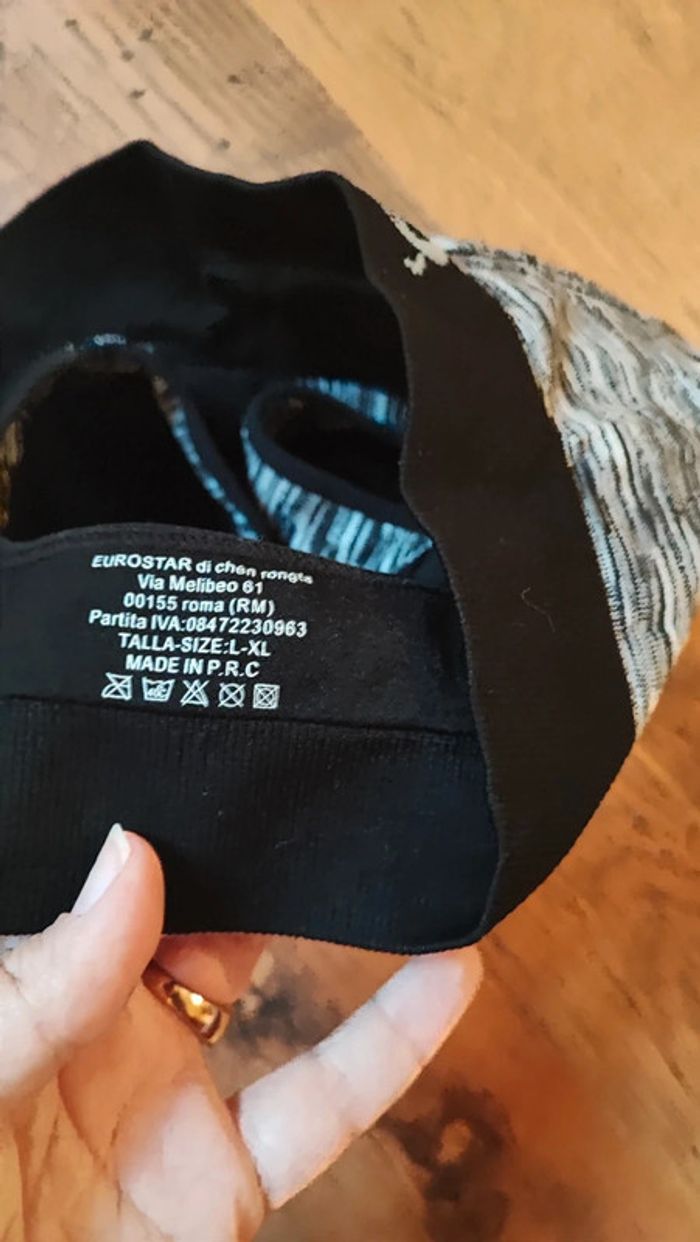 EUROSTAR di chen rongta
Via Melibeo 61
00155 roma (RM)
Partita IVA:08472230963
TALLA-SIZE:L-XL
MADE IN P.R.C